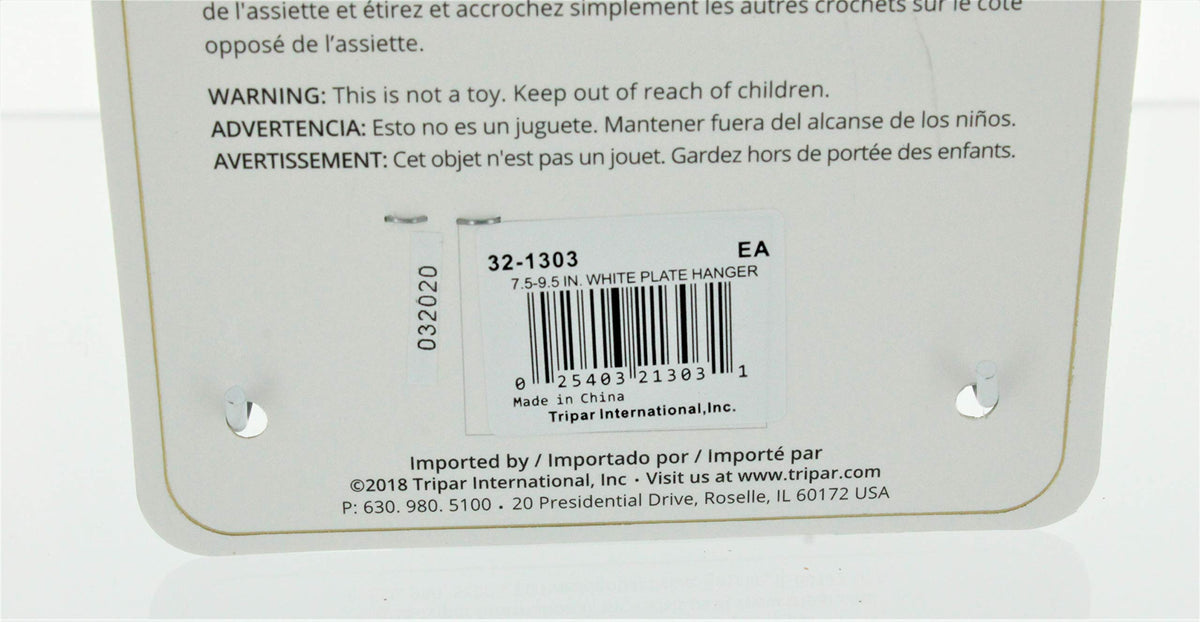 de l'assiette et étirez et accrochez simplement les autres crochets sur le côté
opposé de l'assiette.
WARNING: This is not a toy. Keep out of reach of children.
ADVERTENCIA: Esto no es un juguete. Mantener fuera del alcanse de los niños.
AVERTISSEMENT: Cet objet n'est pas un jouet. Gardez hors de portée des enfants.
032020
32-1303 EA
7.5-9.5 IN. WHITE PLATE HANGER
0 25403 21303 1
Made in China
Tripar International,Inc.
Imported by / Importado por / Importé par
©2018 Tripar International, Inc · Visit us at www.tripar.com
P: 630. 980. 5100 . 20 Presidential Drive, Roselle, IL 60172 USA